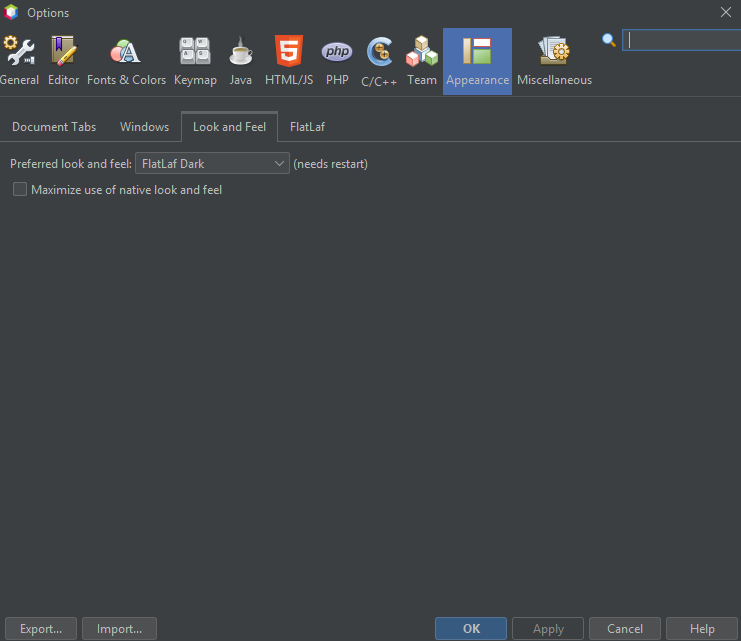 Options
General Editor Fonts & Colors Keymap Java HTML/JS PHP C/C++ Team Appearance Miscellaneous
Document Tabs Windows Look and Feel FlatLaf
Preferred look and feel: FlatLaf Dark (needs restart)
Maximize use of native look and feel
Export... Import... OK Apply Cancel Help